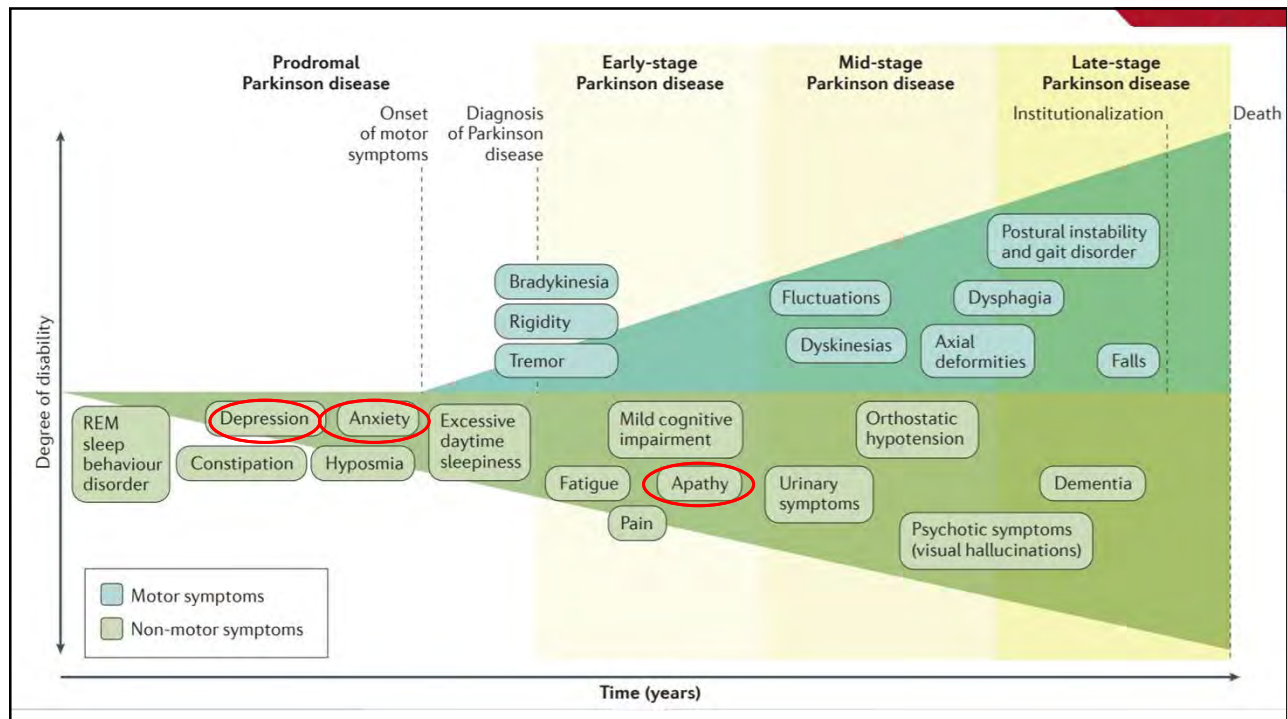 Prodromal
Parkinson disease
Early-stage
Parkinson disease
Mid-stage
Parkinson disease
Late-stage
Parkinson disease
Onset
of motor
symptoms
Diagnosis
of Parkinson
disease
Institutionalization
Death
Degree of disability
Postural instability
and gait disorder
Bradykinesia
Rigidity
Tremor
Fluctuations
Dysphagia
Dyskinesias
Axial
deformities
Falls
REM
sleep
behaviour
disorder
Depression
Anxiety
Constipation
Hyposmia
Excessive
daytime
sleepiness
Mild cognitive
impairment
Orthostatic
hypotension
Fatigue
Apathy
Pain
Urinary
symptoms
Dementia
Psychotic symptoms
(visual hallucinations)
Motor symptoms
Non-motor symptoms
Time (years)